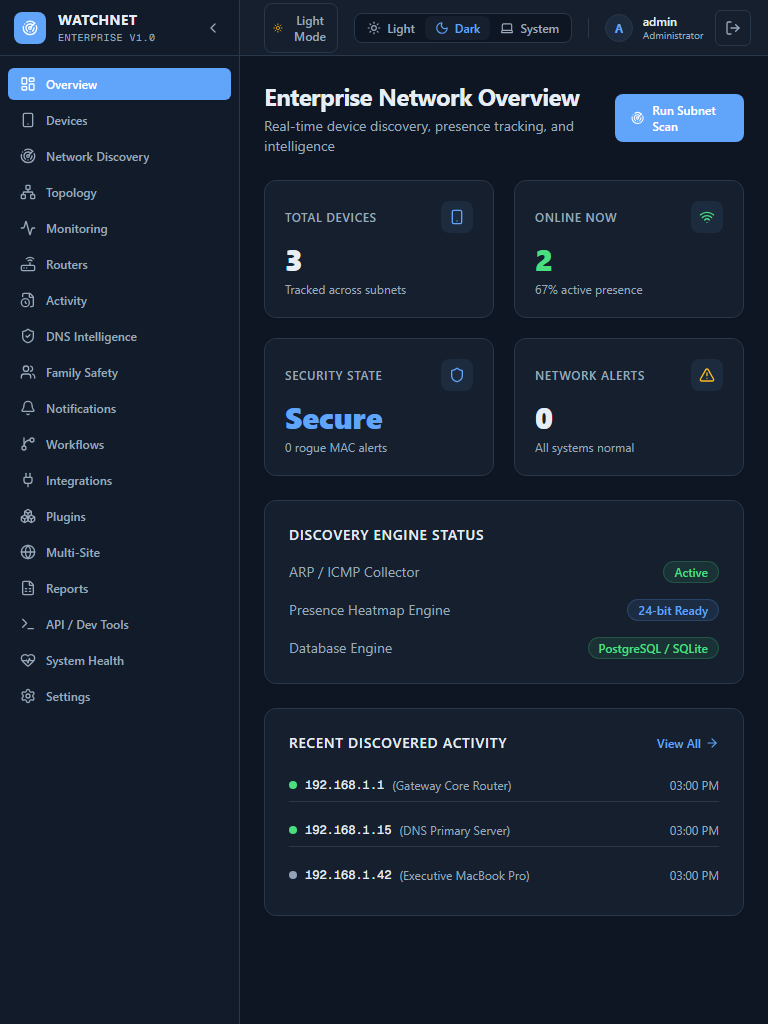 WATCHNET
ENTERPRISE V1.0
Light
Mode
Light
Dark
System
A
admin
Administrator
Overview
Devices
Network Discovery
Topology
Monitoring
Routers
Activity
DNS Intelligence
Family Safety
Notifications
Workflows
Integrations
Plugins
Multi-Site
Reports
API / Dev Tools
System Health
Settings
Enterprise Network Overview
Real-time device discovery, presence tracking, and
intelligence
Run Subnet
Scan
TOTAL DEVICES
3
Tracked across subnets
ONLINE NOW
2
67% active presence
SECURITY STATE
Secure
0 rogue MAC alerts
NETWORK ALERTS
0
All systems normal
DISCOVERY ENGINE STATUS
ARP / ICMP Collector
Active
Presence Heatmap Engine
24-bit Ready
Database Engine
PostgreSQL / SQLite
RECENT DISCOVERED ACTIVITY
View All →
192.168.1.1 (Gateway Core Router) 03:00 PM
192.168.1.15 (DNS Primary Server) 03:00 PM
192.168.1.42 (Executive MacBook Pro) 03:00 PM